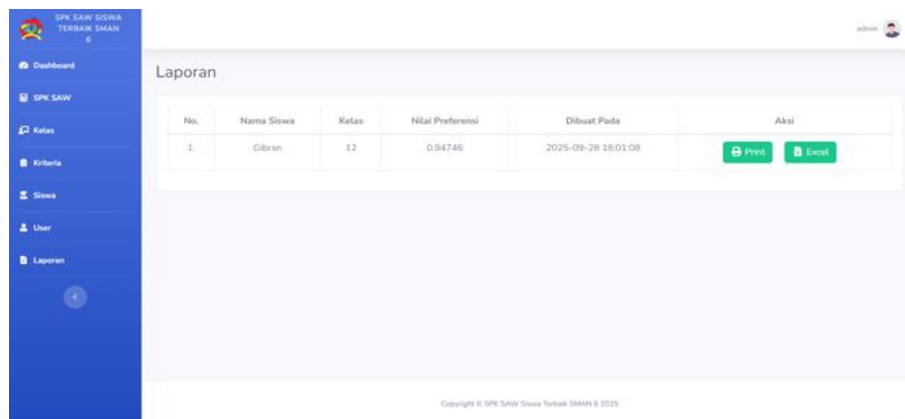 SPK SAW SISWA
TERBAIK SMAN
6
admin
Dashboard
SPK SAW
Kelas
Kriteria
Siswa
User
Laporan
Laporan
No. Nama Siswa Kelas Nilai Preferensi Dibuat Pada Aksi
1. Gibran 12 0.94746 2025-09-28 18:01:08 Print Excel
Copyright © SPK SAW Siswa Terbaik SMAN 6 2025